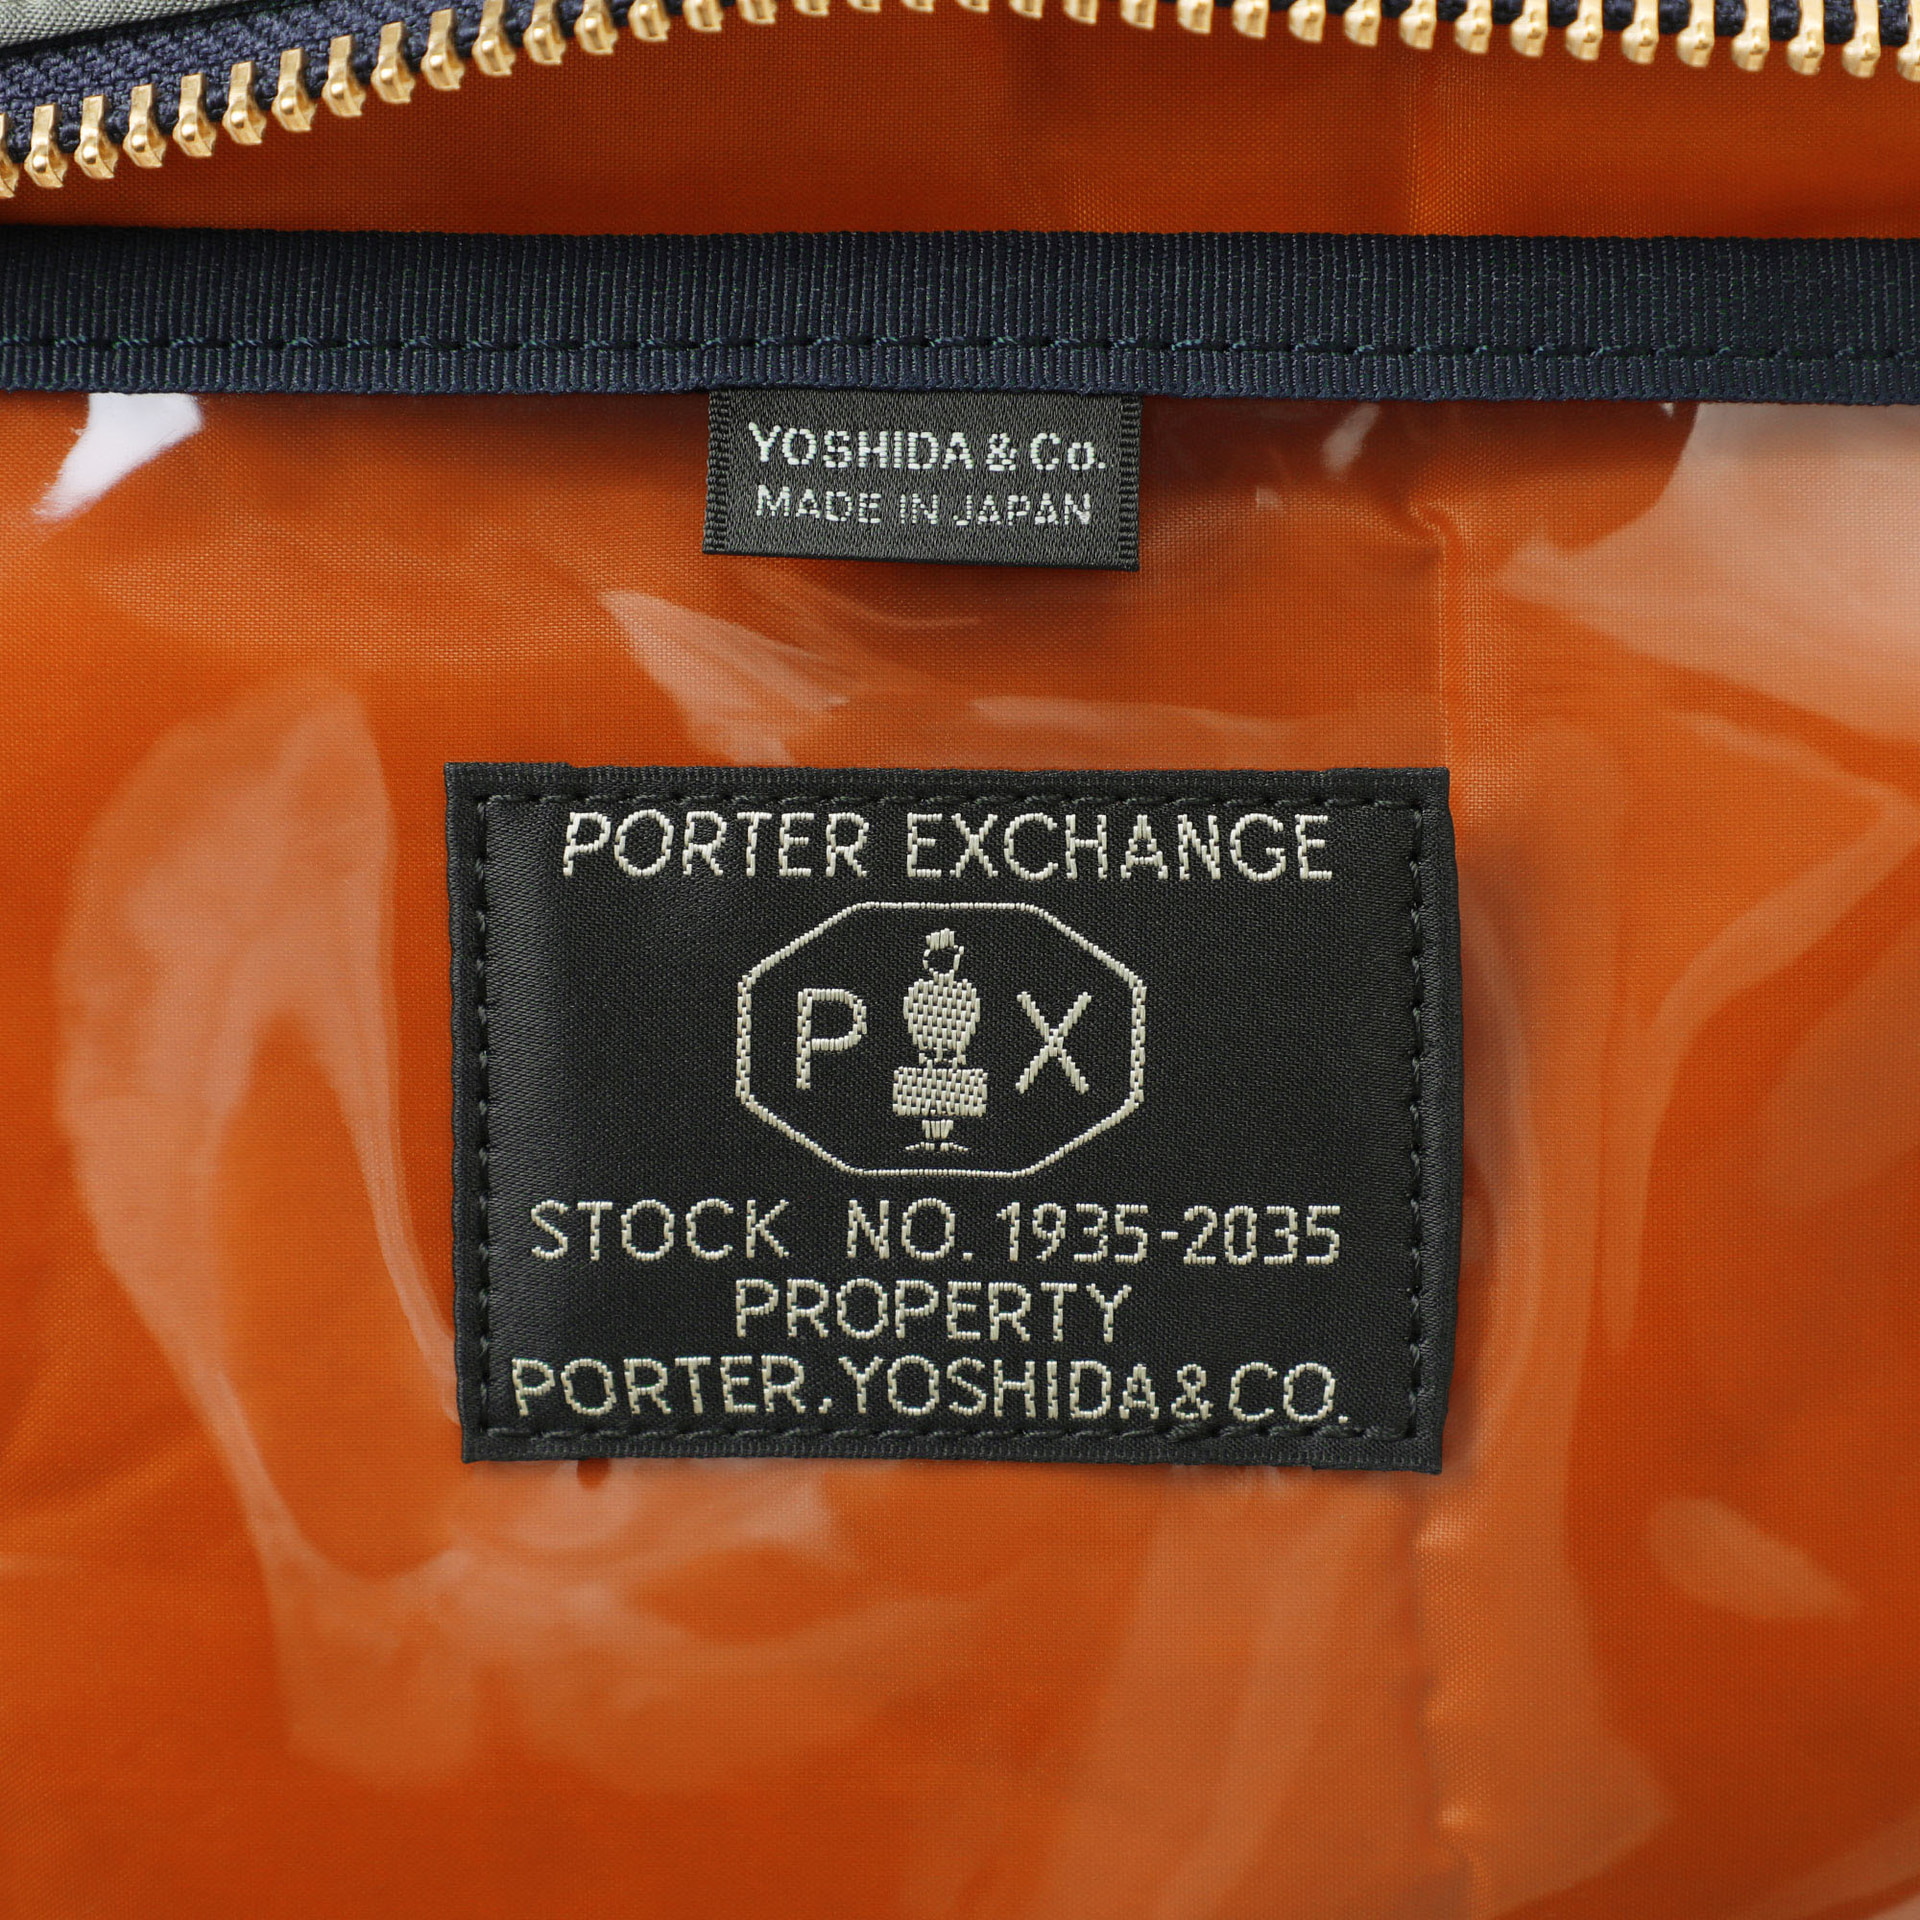 YOSHIDA & Co.
MADE IN JAPAN
PORTER EXCHANGE
P X
STOCK NO. 1935-2035
PROPERTY
PORTER, YOSHIDA & CO.